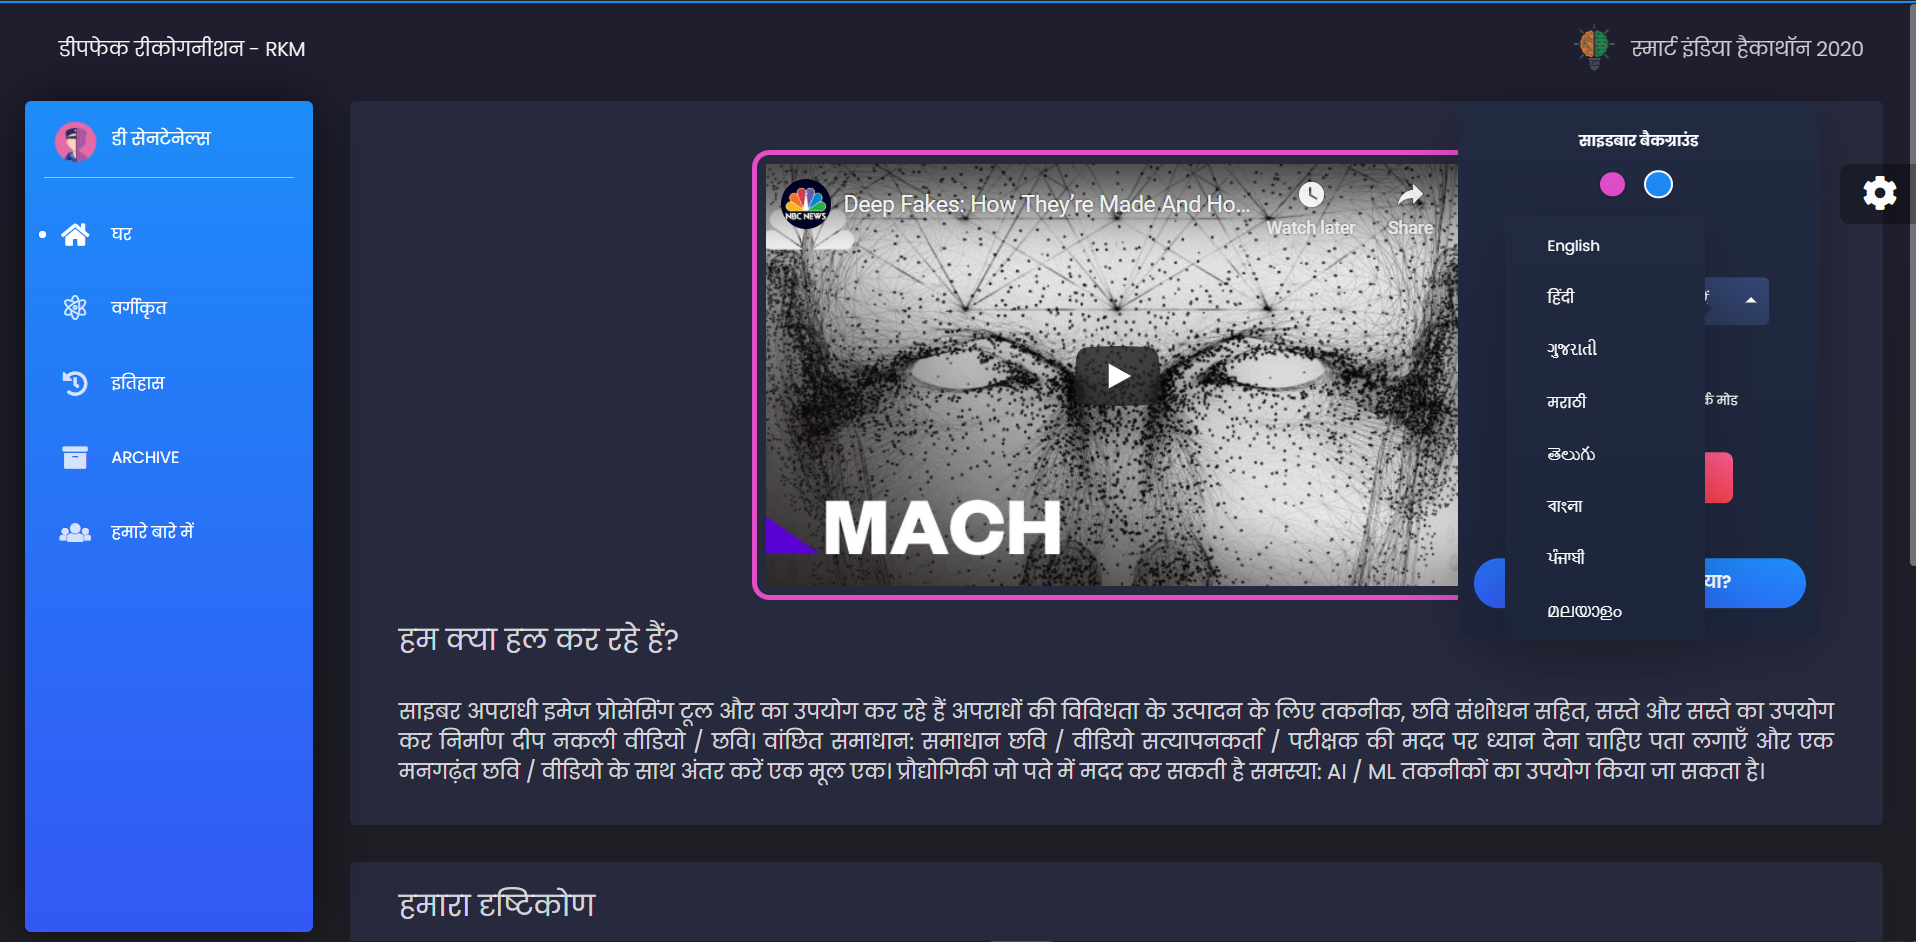 डीपफेक रीकोगनीशन - RKM
स्मार्ट इंडिया हैकाथॉन 2020
डी सेनटेनेल्स
घर
वर्गीकृत
इतिहास
ARCHIVE
हमारे बारे में
NBC NEWS
Deep Fakes: How They're Made And Ho...
Watch later
Share
MACH
साइडबार बैकग्राउंड
English
हिंदी
ગુજરાતી
मराठी
తెలుగు
বাংলা
ਪੰਜਾਬੀ
മലയാളം
मोड
या?
हम क्या हल कर रहे हैं?
साइबर अपराधी इमेज प्रोसेसिंग टूल और का उपयोग कर रहे हैं अपराधों की विविधता के उत्पादन के लिए तकनीक, छवि संशोधन सहित, सस्ते और सस्ते का उपयोग
कर निर्माण दीप नकली वीडियो / छवि। वांछित समाधान: समाधान छवि / वीडियो सत्यापनकर्ता / परीक्षक की मदद पर ध्यान देना चाहिए पता लगाएँ और एक
मनगढ़ंत छवि / वीडियो के साथ अंतर करें एक मूल एक। प्रौद्योगिकी जो पते में मदद कर सकती है समस्या: AI / ML तकनीकों का उपयोग किया जा सकता है।
हमारा दृष्टिकोण